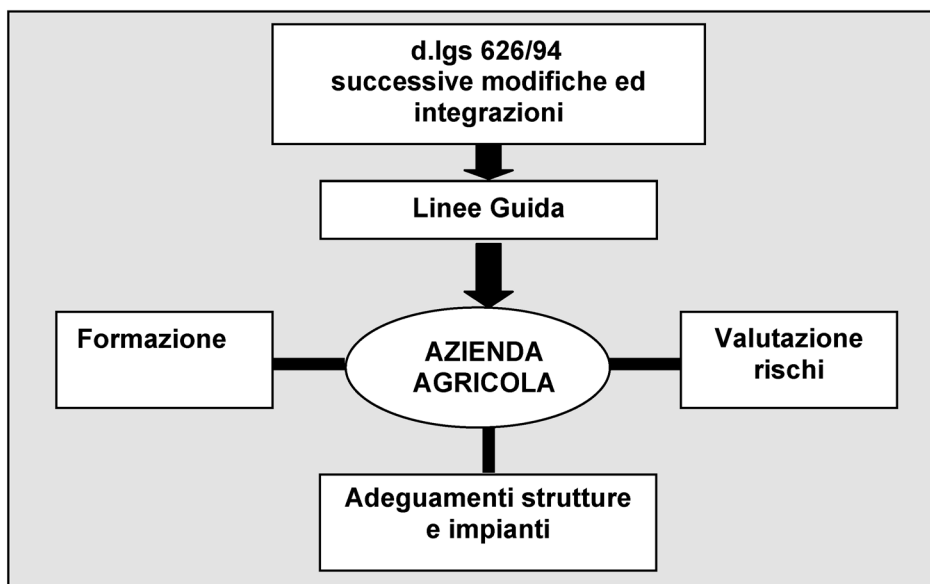 d.lgs 626/94
successive modifiche ed
integrazioni
Linee Guida
Formazione
AZIENDA
AGRICOLA
Valutazione
rischi
Adeguamenti strutture
e impianti